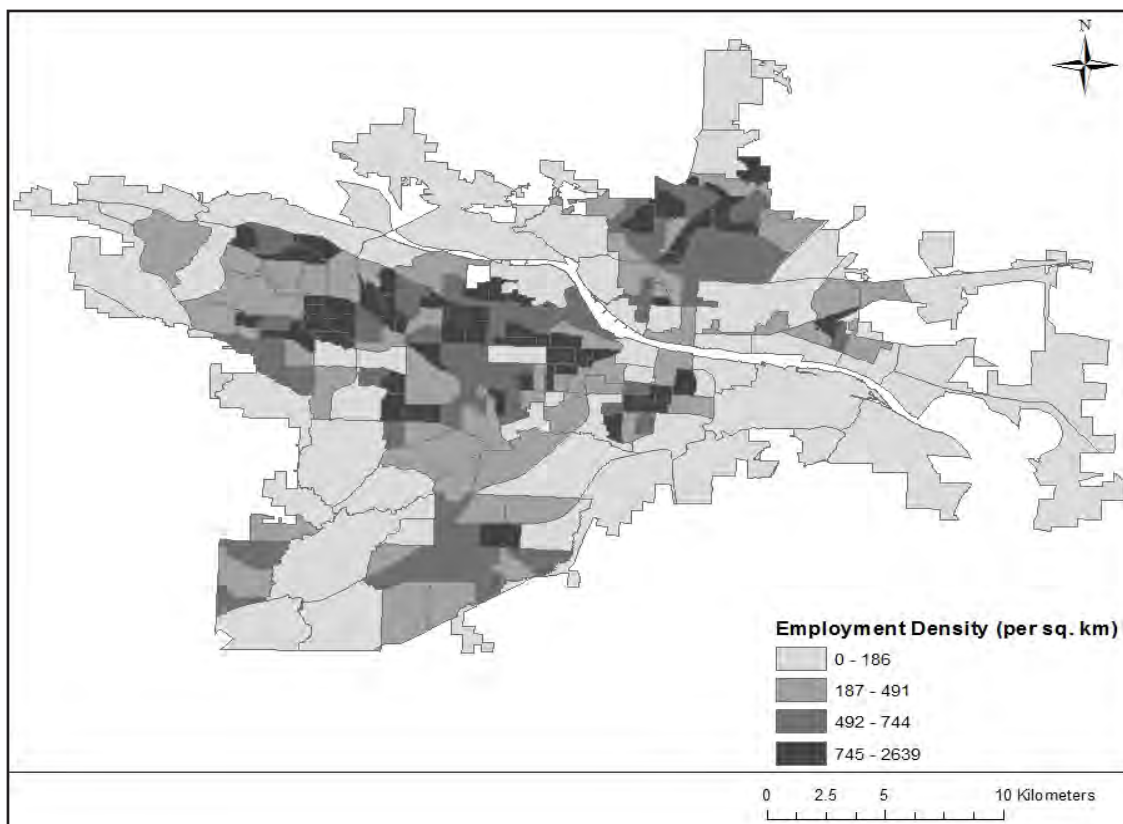 N
Employment Density (per sq. km)
0 - 186
187 - 491
492 - 744
745 - 2639
0 2.5 5 10 Kilometers